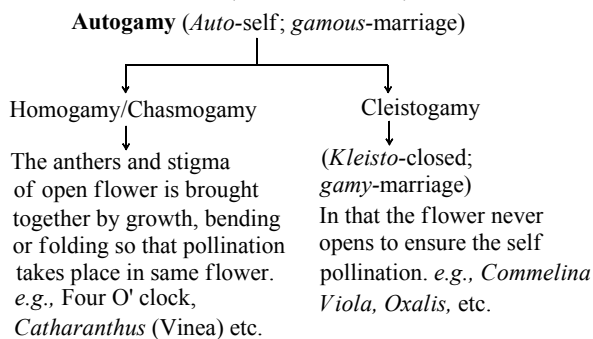 Autogamy (Auto-self; gamous-marriage)
Homogamy/Chasmogamy
The anthers and stigma
of open flower is brought
together by growth, bending
or folding so that pollination
takes place in same flower.
e.g., Four O' clock,
Catharanthus (Vinea) etc.
Cleistogamy
(Kleisto-closed;
gamy-marriage)
In that the flower never
opens to ensure the self
pollination. e.g., Commelina
Viola, Oxalis, etc.